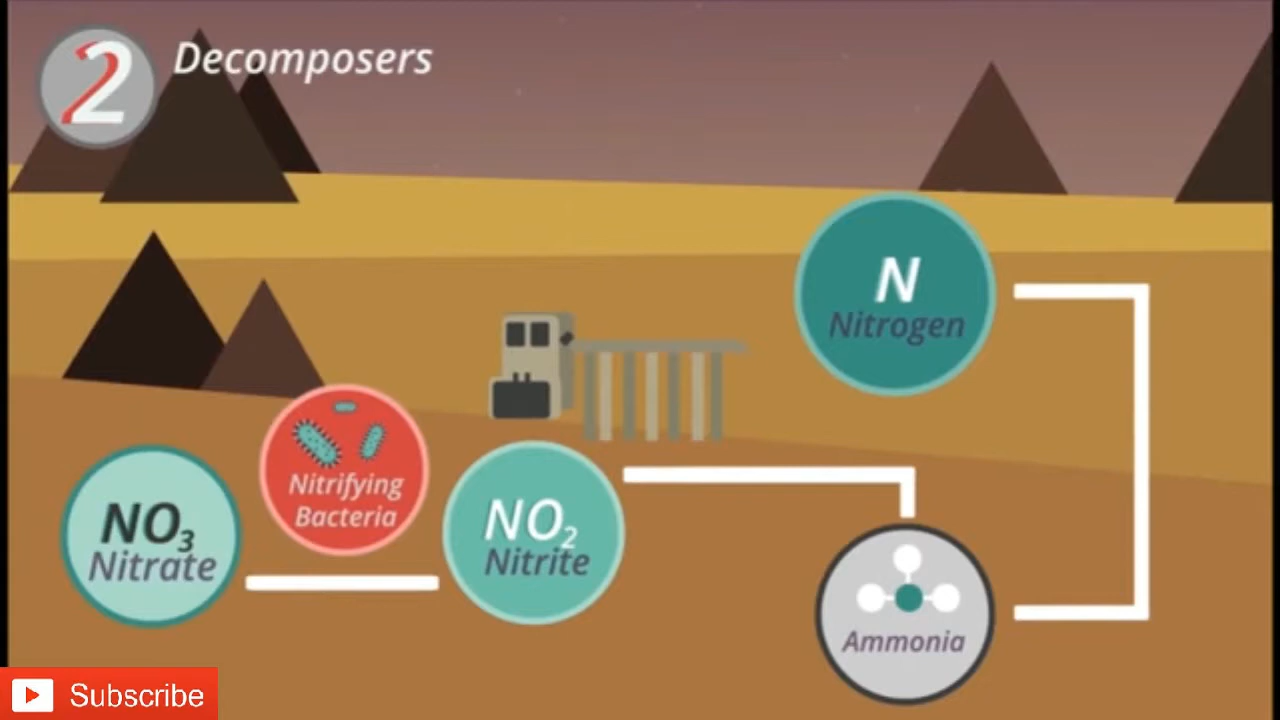 2
Decomposers
N
Nitrogen
Nitrifying
Bacteria
NO3
Nitrate
NO2
Nitrite
Ammonia
Subscribe